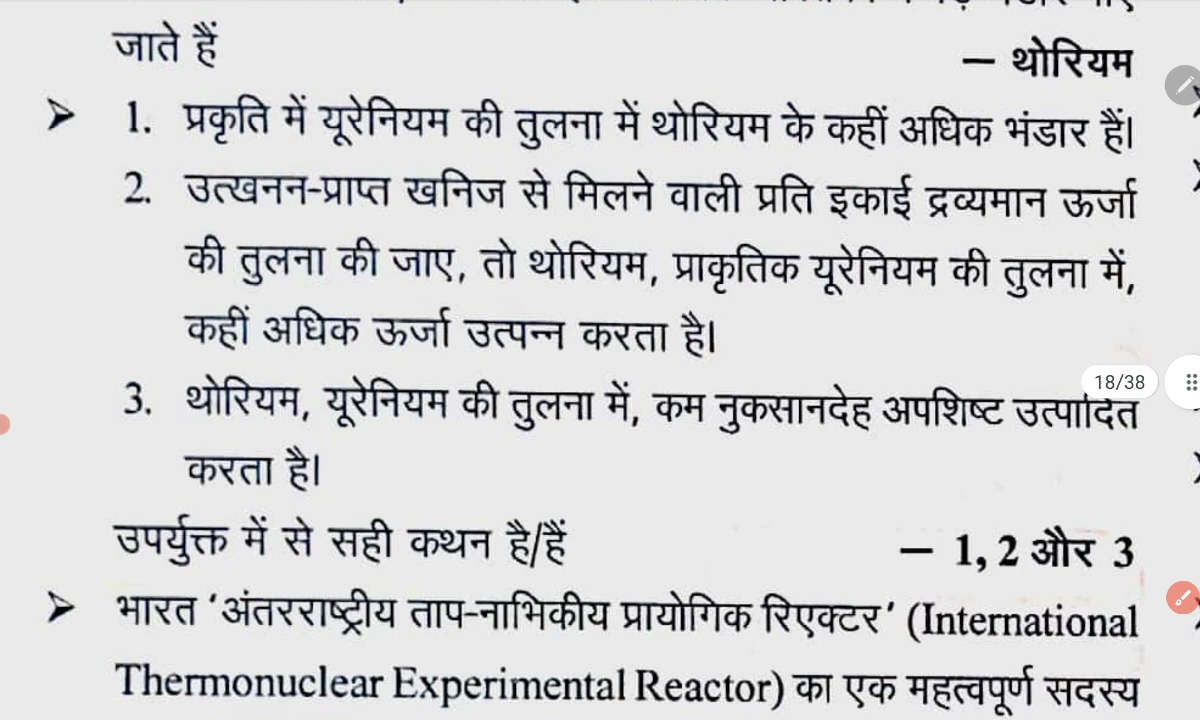 जाते हैं — थोरियम
➤ 1. प्रकृति में यूरेनियम की तुलना में थोरियम के कहीं अधिक भंडार हैं।
2. उत्खनन-प्राप्त खनिज से मिलने वाली प्रति इकाई द्रव्यमान ऊर्जा
की तुलना की जाए, तो थोरियम, प्राकृतिक यूरेनियम की तुलना में,
कहीं अधिक ऊर्जा उत्पन्न करता है।
18/38
3. थोरियम, यूरेनियम की तुलना में, कम नुकसानदेह अपशिष्ट उत्पादित
करता है।
उपर्युक्त में से सही कथन है/हैं — 1, 2 और 3
➤ भारत ‘अंतरराष्ट्रीय ताप-नाभिकीय प्रायोगिक रिएक्टर’ (International
Thermonuclear Experimental Reactor) का एक महत्वपूर्ण सदस्य